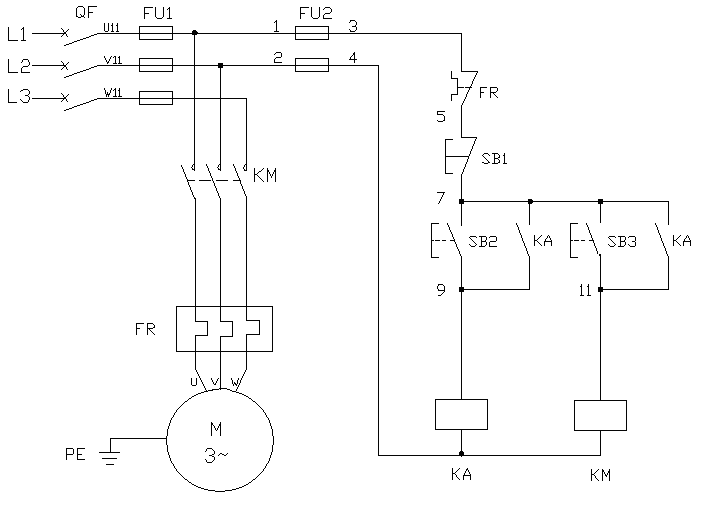 QF FU1 FU2
L1 U11 1 3
L2 V11 2 4
L3 W11
FR
5
SB1
KM
7
SB2 KA SB3 KA
9 11
FR
U V W
M
3~
PE
KA KM